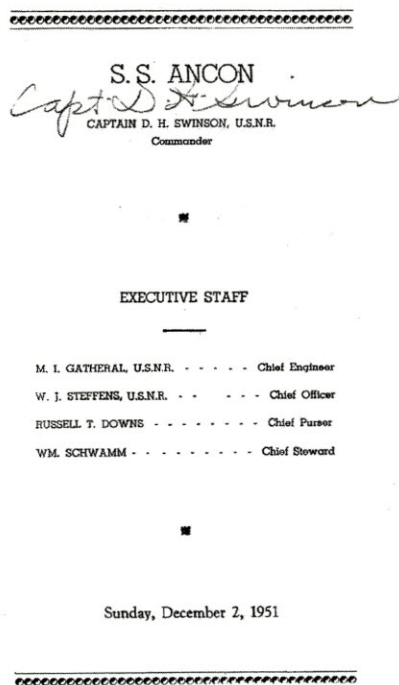 S.S. ANCON
Capt D H Swinson
CAPTAIN D. H. SWINSON, U.S.N.R.
Commander
EXECUTIVE STAFF
M. I. GATHERAL, U.S.N.R. - - - - - Chief Engineer
W. J. STEFFENS, U.S.N.R. - - - - - Chief Officer
RUSSELL T. DOWNS - - - - - - - - Chief Purser
WM. SCHWAMM - - - - - - - - - Chief Steward
Sunday, December 2, 1951